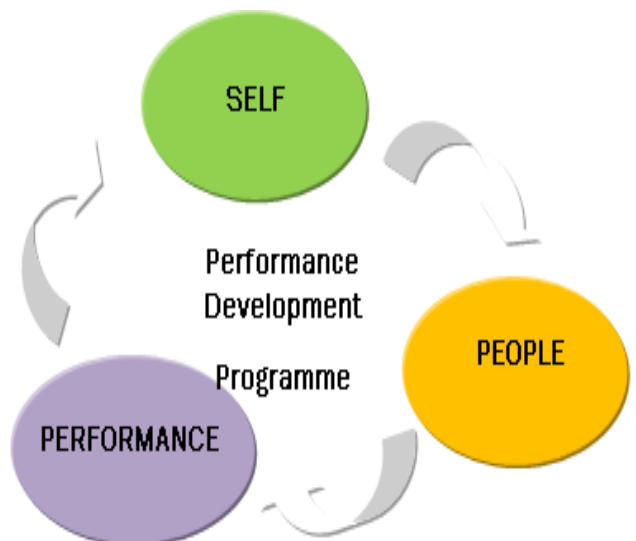 SELF
Performance
Development
Programme
PEOPLE
PERFORMANCE